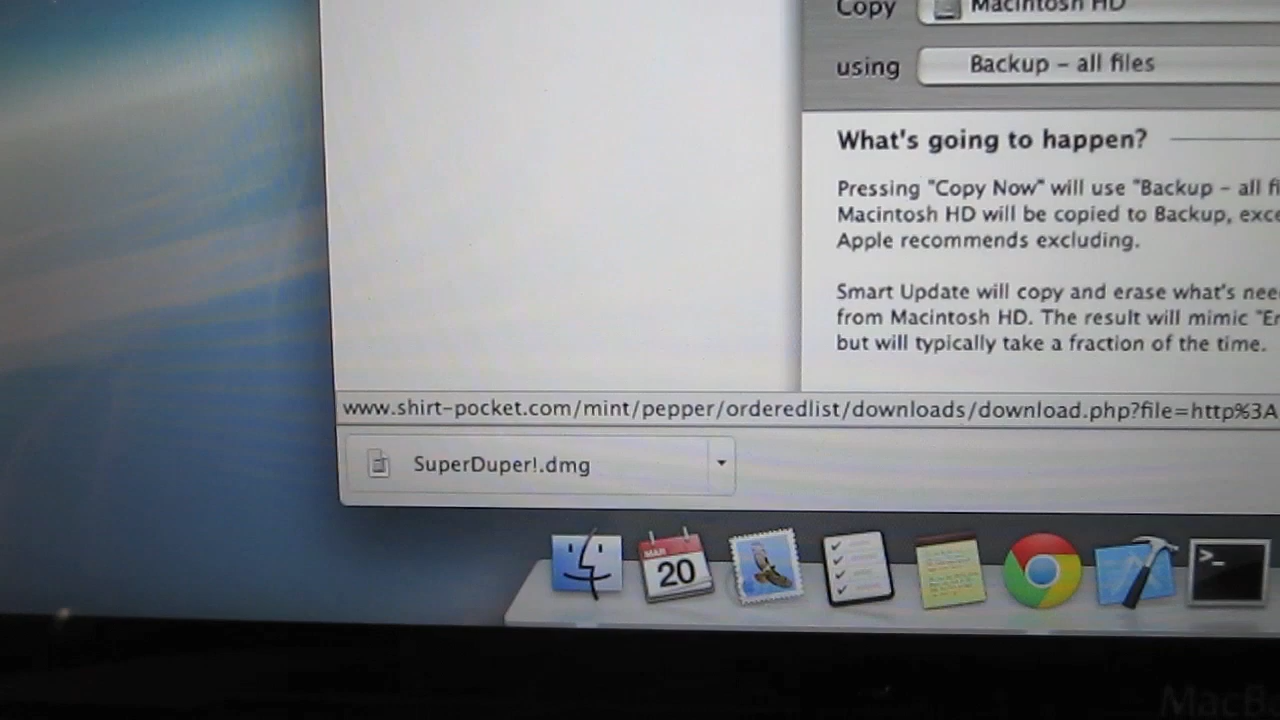 Copy Macintosh HD
using Backup - all files
What's going to happen?
Pressing "Copy Now" will use "Backup - all fi
Macintosh HD will be copied to Backup, exce
Apple recommends excluding.
Smart Update will copy and erase what's nee
from Macintosh HD. The result will mimic "Er
but will typically take a fraction of the time.
www.shirt-pocket.com/mint/pepper/orderedlist/downloads/download.php?file=http%3A
SuperDuper!.dmg
MAR
20
>_
MacB